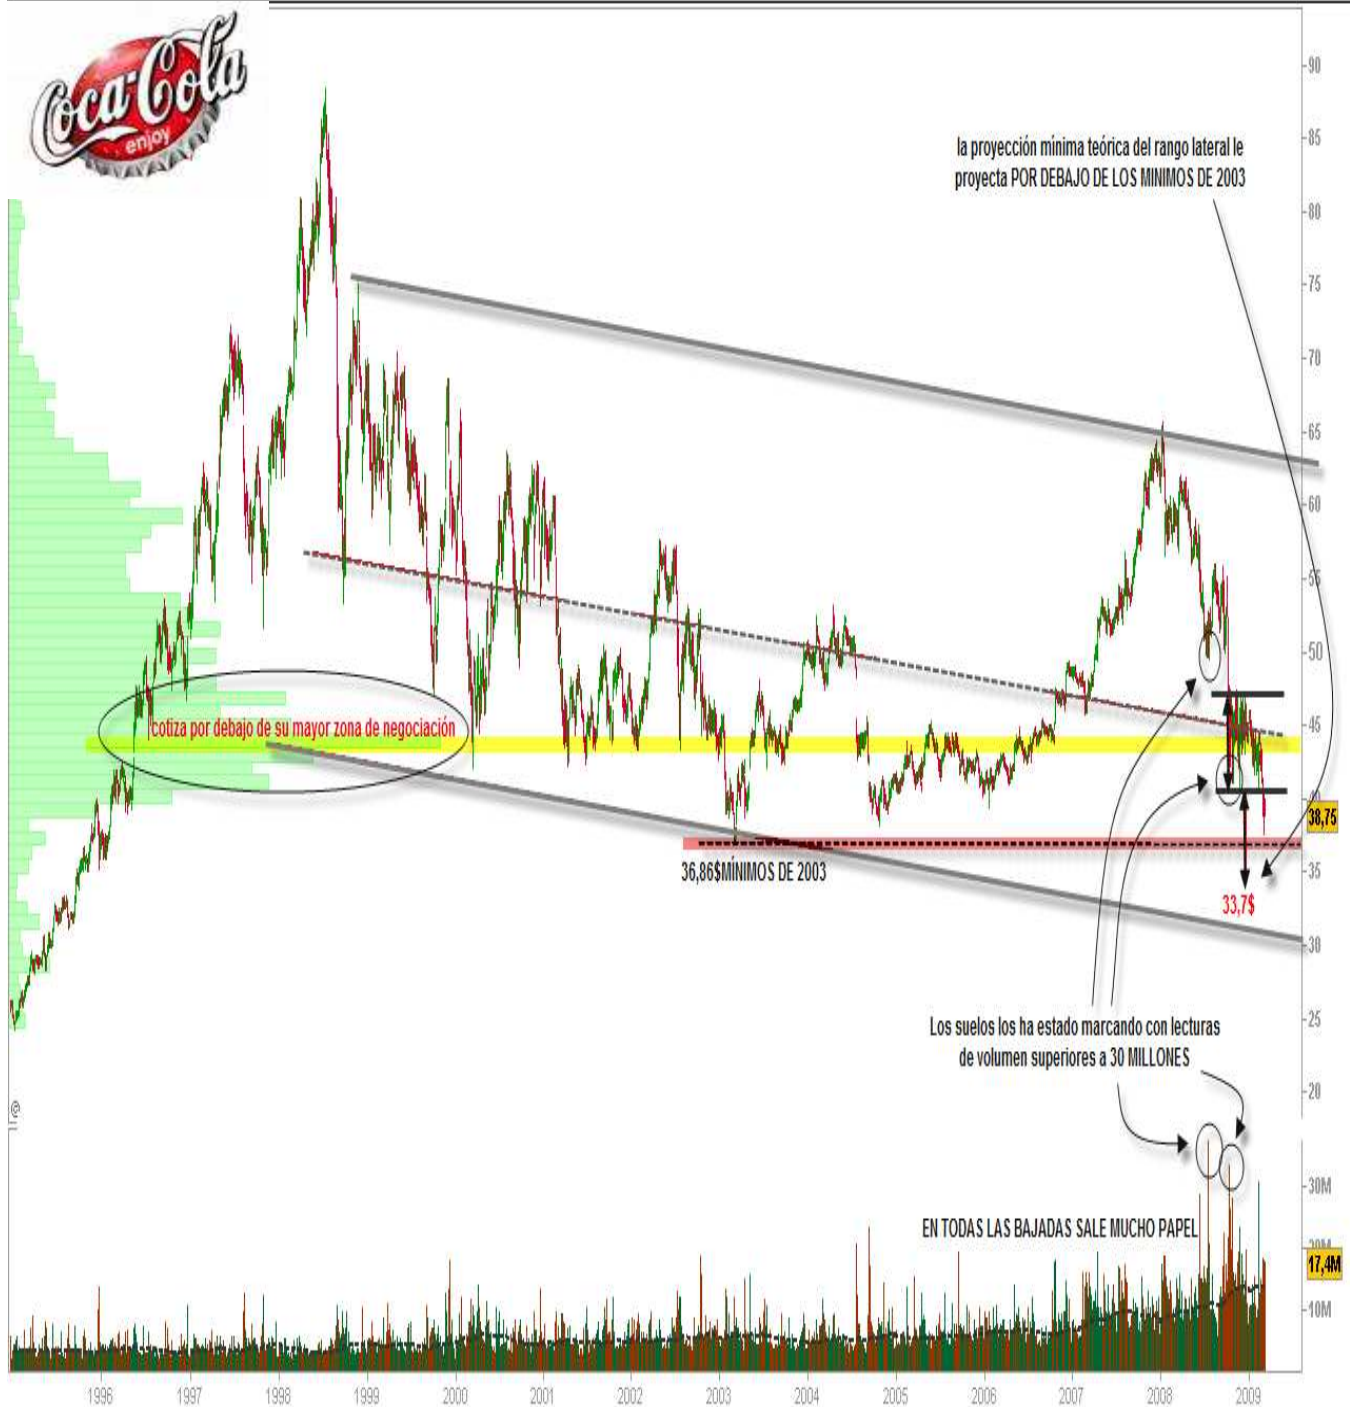 Coca-Cola
enjoy
90
85
la proyección mínima teórica del rango lateral le
proyecta POR DEBAJO DE LOS MINIMOS DE 2003
80
75
70
65
60
55
50
cotiza por debajo de su mayor zona de negociación
45
40
38,75
36,86$MÍNIMOS DE 2003
35
33,7$
30
Los suelos los ha estado marcando con lecturas
de volumen superiores a 30 MILLONES
25
20
30M
EN TODAS LAS BAJADAS SALE MUCHO PAPEL
20M
17,4M
10M
1996 1997 1998 1999 2000 2001 2002 2003 2004 2005 2006 2007 2008 2009